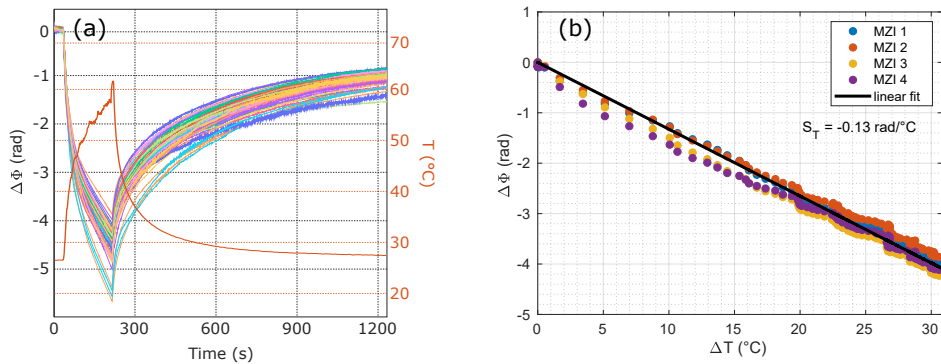 (a)
0
-1
-2
-3
-4
-5
ΔΦ (rad)
0
300
600
900
1200
Time (s)
70
60
50
40
30
20
T (°C)
(b)
0
-1
-2
-3
-4
-5
ΔΦ (rad)
0
5
10
15
20
25
30
ΔT (°C)
MZI 1
MZI 2
MZI 3
MZI 4
linear fit
S_T = -0.13 rad/°C